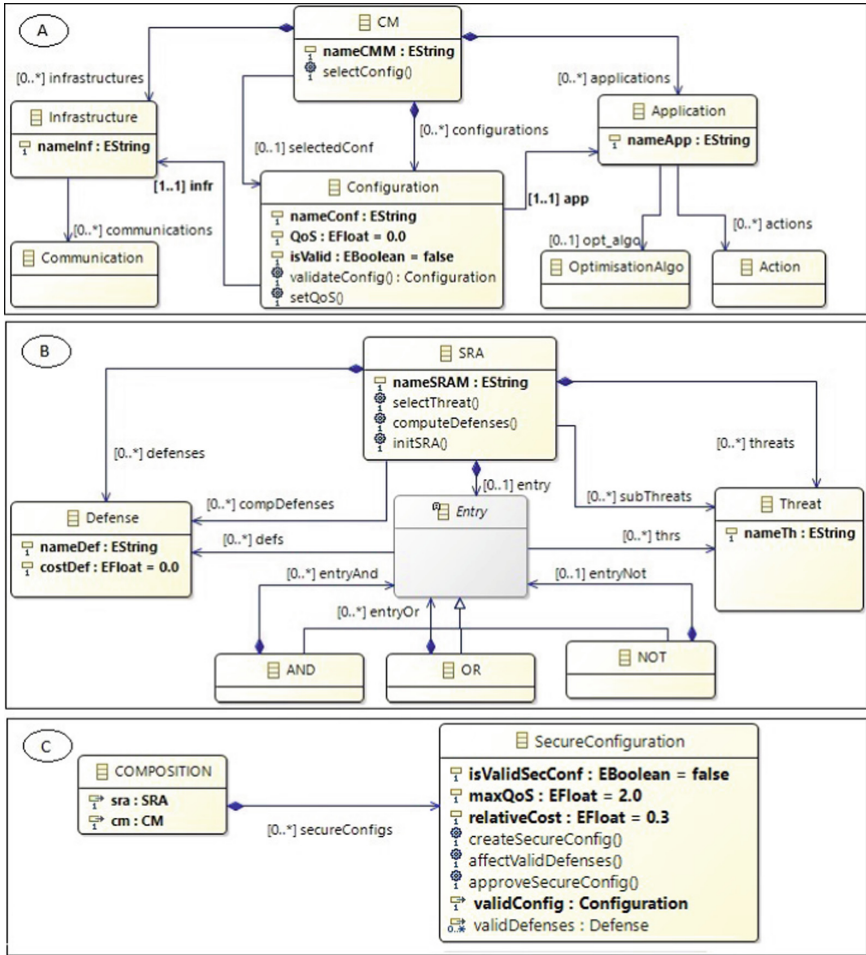 A
CM
nameCMM : EString
selectConfig()
[0..*] infrastructures
[0..*] applications
Infrastructure
nameInf : EString
[0..*] configurations
Application
nameApp : EString
[0..1] selectedConf
[1..1] infr
Configuration
nameConf : EString
QoS : EFloat = 0.0
isValid : EBoolean = false
validateConfig() : Configuration
setQoS()
[1..1] app
[0..*] communications
Communication
[0..1] opt_algo
[0..*] actions
OptimisationAlgo
Action
B
SRA
nameSRAM : EString
selectThreat()
computeDefenses()
initSRA()
[0..*] defenses
[0..*] threats
[0..1] entry
[0..*] compDefenses
[0..*] subThreats
Defense
nameDef : EString
costDef : EFloat = 0.0
Entry
Threat
nameTh : EString
[0..*] defs
[0..*] thrs
[0..*] entryAnd
[0..1] entryNot
[0..*] entryOr
AND
OR
NOT
C
COMPOSITION
sra : SRA
cm : CM
[0..*] secureConfigs
SecureConfiguration
isValidSecConf : EBoolean = false
maxQoS : EFloat = 2.0
relativeCost : EFloat = 0.3
createSecureConfig()
affectValidDefenses()
approveSecureConfig()
validConfig : Configuration
0..* validDefenses : Defense